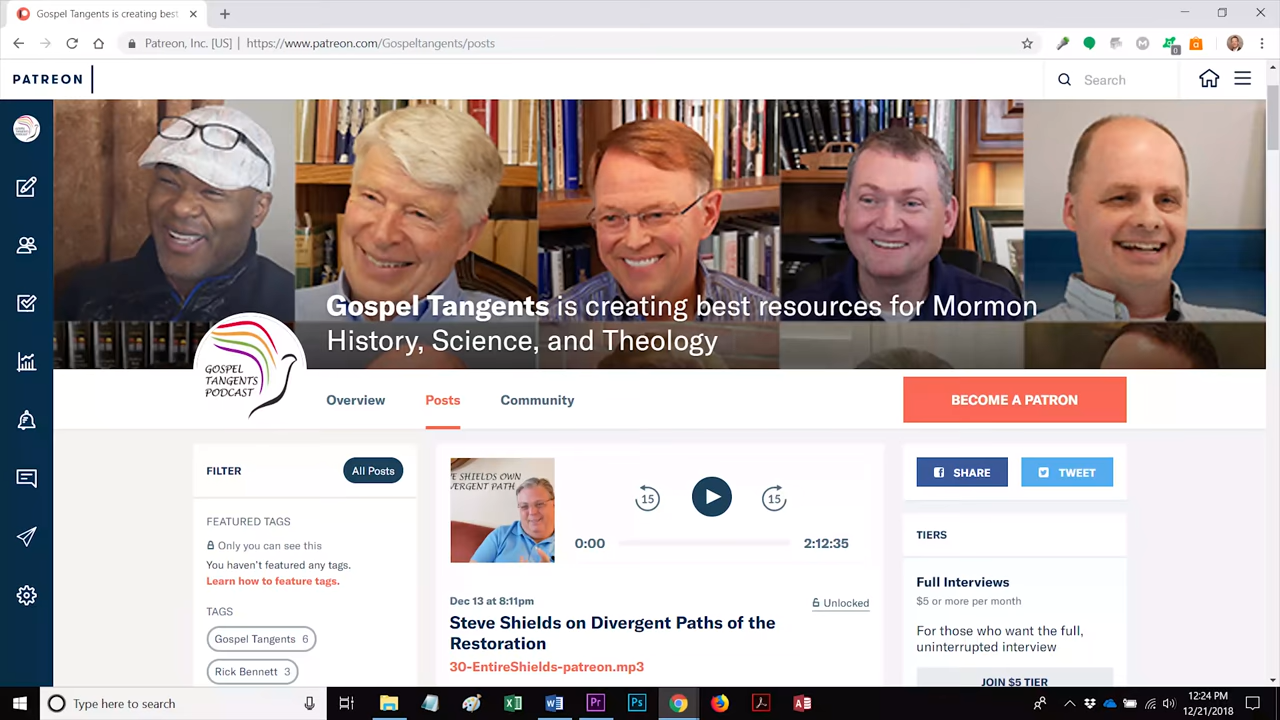 Gospel Tangents is creating best
Patreon, Inc. [US]
https://www.patreon.com/Gospeltangents/posts
0
PATREON
Search
Gospel Tangents is creating best resources for Mormon
History, Science, and Theology
GOSPEL
TANGENTS
PODCAST
Overview
Posts
Community
BECOME A PATRON
FILTER
All Posts
FEATURED TAGS
Only you can see this
You haven't featured any tags.
Learn how to feature tags.
TAGS
Gospel Tangents 6
Rick Bennett 3
SHIELDS OWN
VERGENT PATH
15
15
0:00
2:12:35
Dec 13 at 8:11pm
Unlocked
Steve Shields on Divergent Paths of the
Restoration
30-EntireShields-patreon.mp3
SHARE
TWEET
TIERS
Full Interviews
$5 or more per month
For those who want the full,
uninterrupted interview
JOIN $5 TIER
Type here to search
12:24 PM
12/21/2018